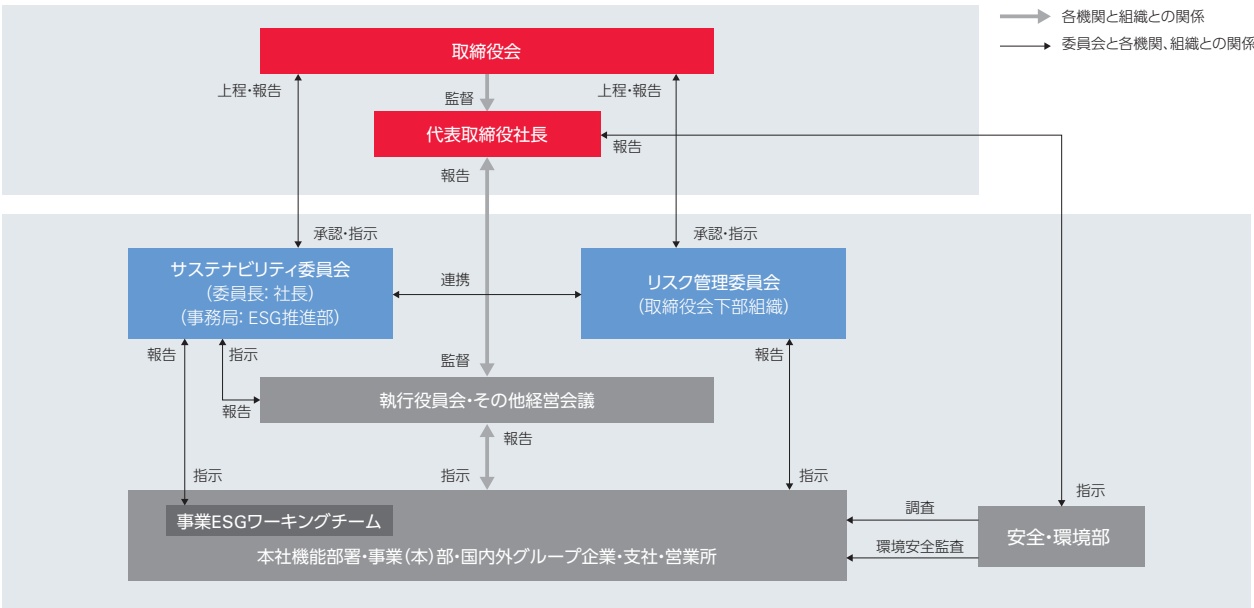 各機関と組織との関係
委員会と各機関、組織との関係
取締役会
上程・報告
監督
上程・報告
代表取締役社長
報告
報告
承認・指示
承認・指示
サステナビリティ委員会
(委員長: 社長)
(事務局: ESG推進部)
連携
リスク管理委員会
(取締役会下部組織)
報告
指示
監督
報告
執行役員会・その他経営会議
報告
報告
指示
指示
指示
指示
事業ESGワーキングチーム
調査
安全・環境部
環境安全監査
本社機能部署・事業(本)部・国内外グループ企業・支社・営業所